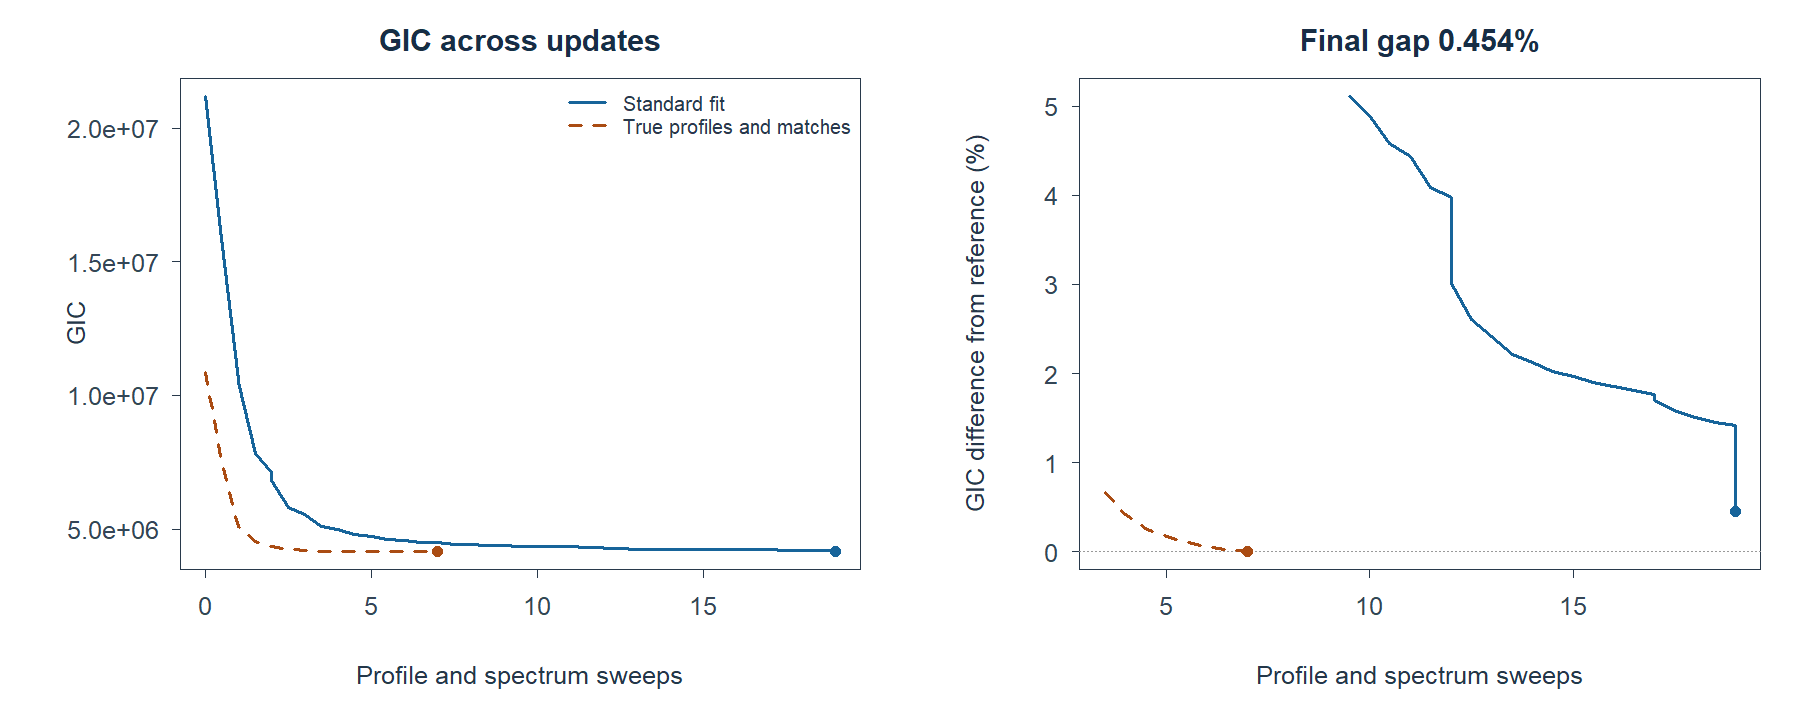 GIC across updates
GIC
2.0e+07
1.5e+07
1.0e+07
5.0e+06
Standard fit
True profiles and matches
0 5 10 15
Profile and spectrum sweeps
Final gap 0.454%
GIC difference from reference (%)
5
4
3
2
1
0
5 10 15
Profile and spectrum sweeps